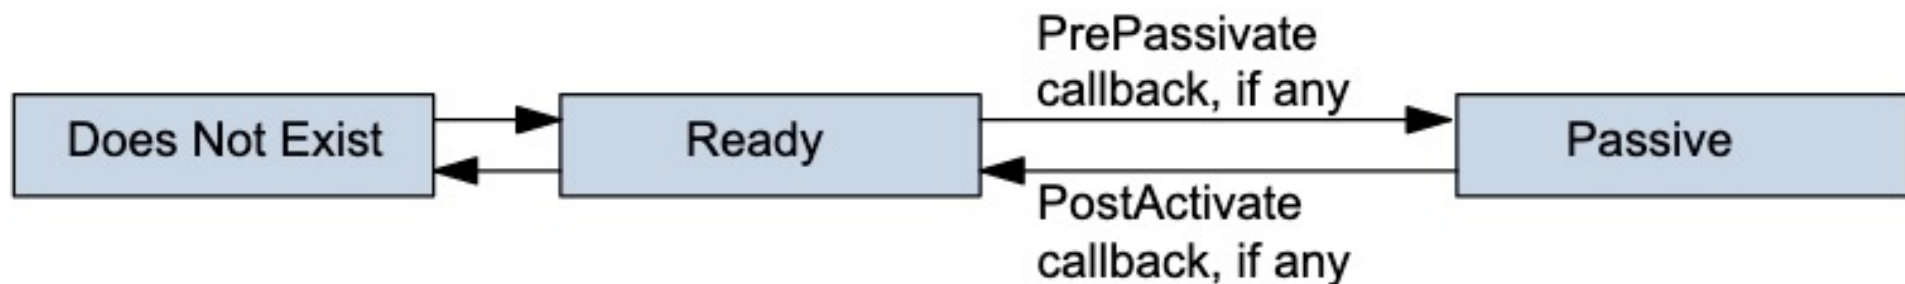 PrePassivate
callback, if any
Does Not Exist
Ready
Passive
PostActivate
callback, if any